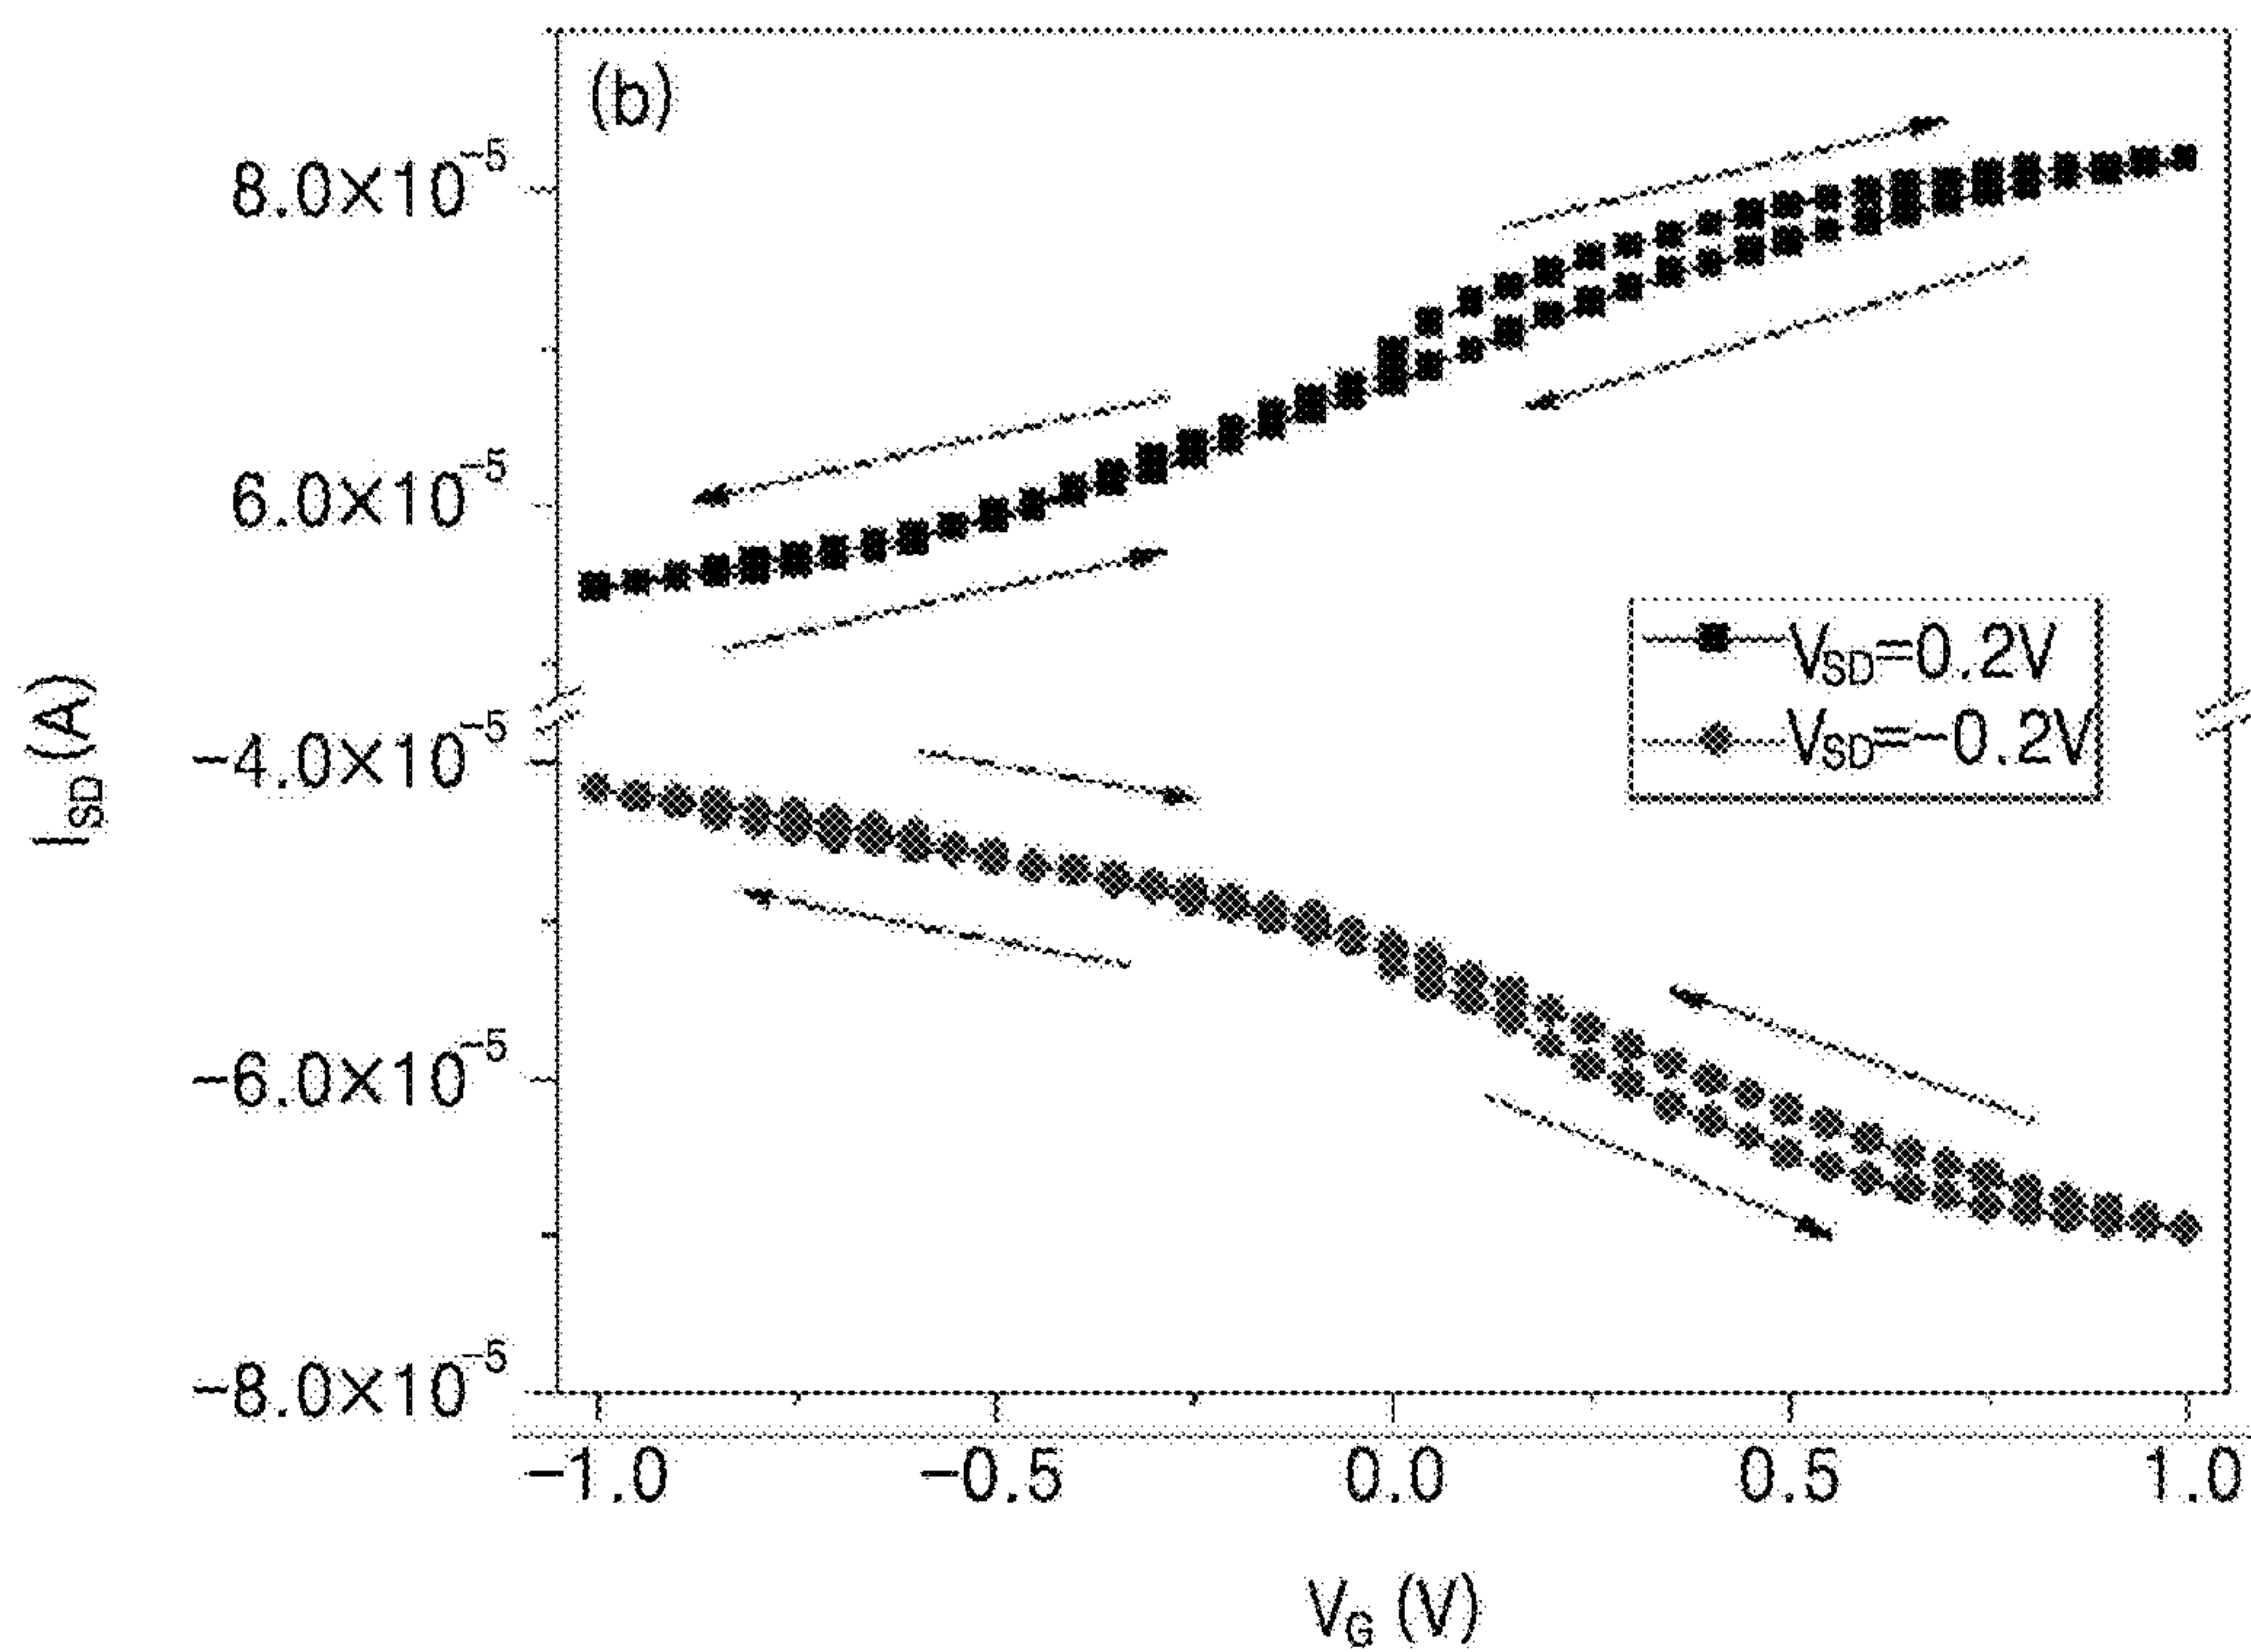 (b)
8.0×10⁻⁵
6.0×10⁻⁵
−4.0×10⁻⁵
−6.0×10⁻⁵
−8.0×10⁻⁵
I_SD (A)
V_SD=0.2V
V_SD=−0.2V
−1.0 −0.5 0.0 0.5 1.0
V_G (V)